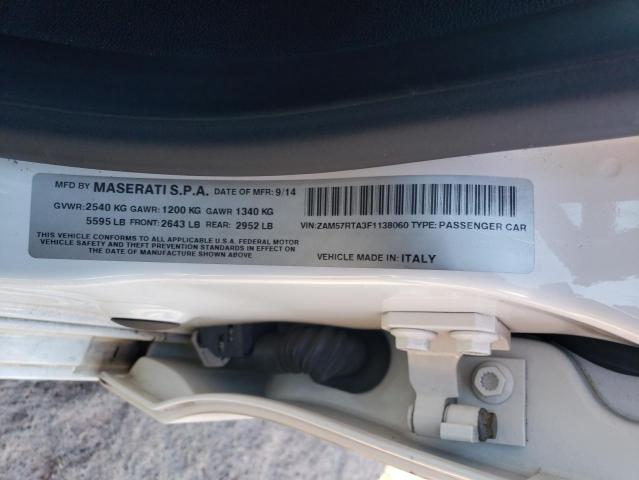 MFD BY MASERATI S.P.A. DATE OF MFR: 9/14
GVWR: 2540 KG GAWR: 1200 KG GAWR 1340 KG
5595 LB FRONT: 2643 LB REAR: 2952 LB
THIS VEHICLE CONFORMS TO ALL APPLICABLE U.S.A. FEDERAL MOTOR
VEHICLE SAFETY AND THEFT PREVENTION STANDARDS IN EFFECT ON
THE DATE OF MANUFACTURE SHOWN ABOVE
VIN:ZAM57RTA3F1138060 TYPE: PASSENGER CAR
VEHICLE MADE IN: ITALY